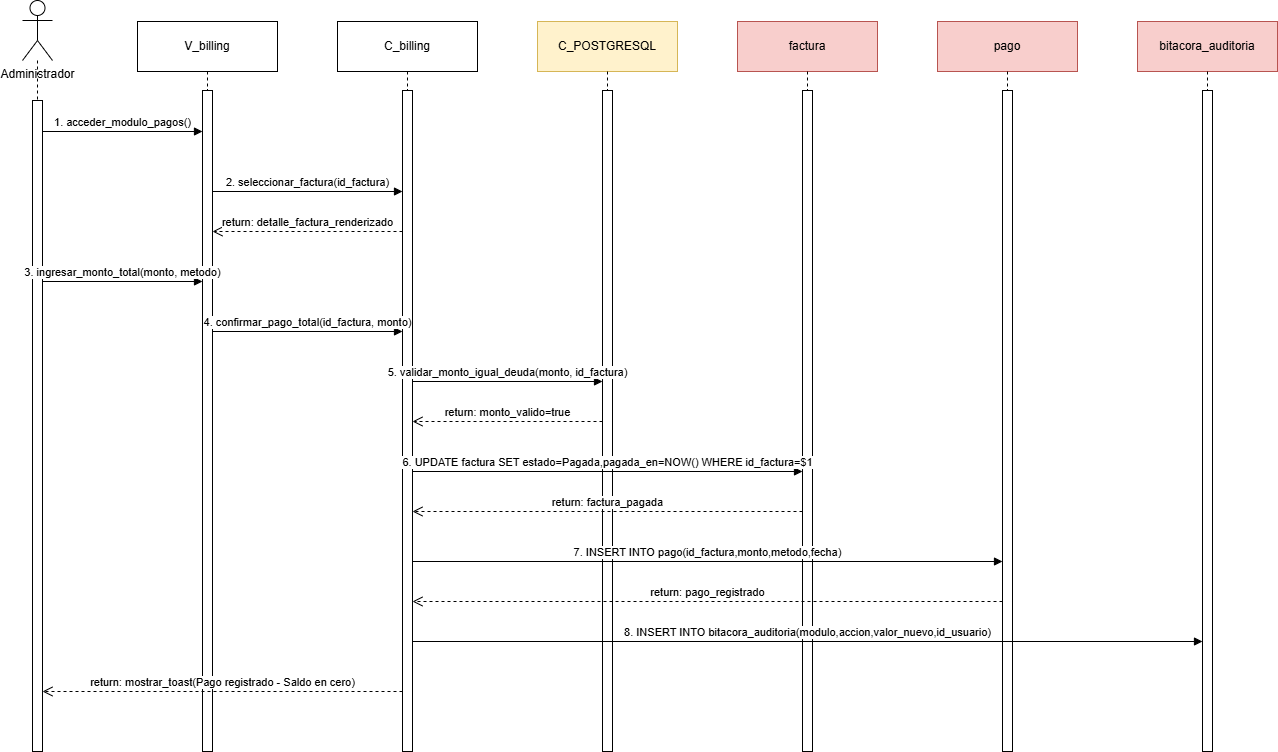 Administrador
V_billing
C_billing
C_POSTGRESQL
factura
pago
bitacora_auditoria
1. acceder_modulo_pagos()
2. seleccionar_factura(id_factura)
return: detalle_factura_renderizado
3. ingresar_monto_total(monto, metodo)
4. confirmar_pago_total(id_factura, monto)
5. validar_monto_igual_deuda(monto, id_factura)
return: monto_valido=true
6. UPDATE factura SET estado=Pagada,pagada_en=NOW() WHERE id_factura=$1
return: factura_pagada
7. INSERT INTO pago(id_factura,monto,metodo,fecha)
return: pago_registrado
8. INSERT INTO bitacora_auditoria(modulo,accion,valor_nuevo,id_usuario)
return: mostrar_toast(Pago registrado - Saldo en cero)